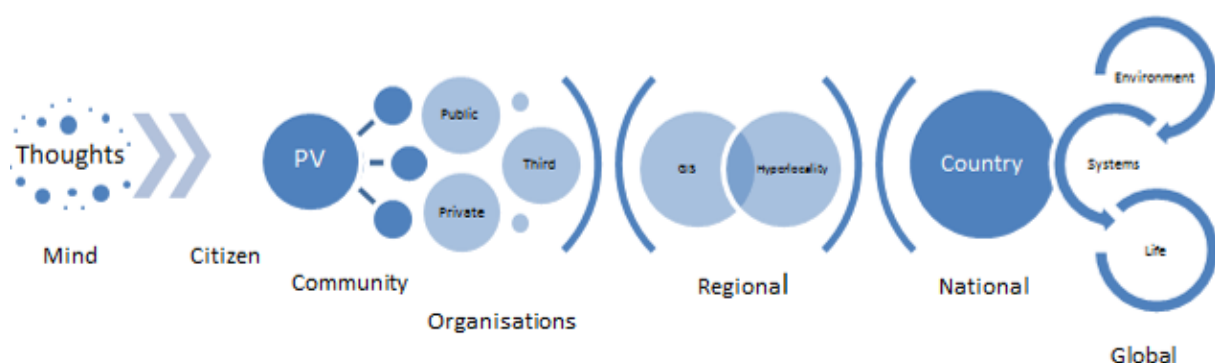 Thoughts
PV
Public
Third
Private
GIS
Hyperlocality
Country
Environment
Systems
Life
Mind
Citizen
Community
Organisations
Regional
National
Global